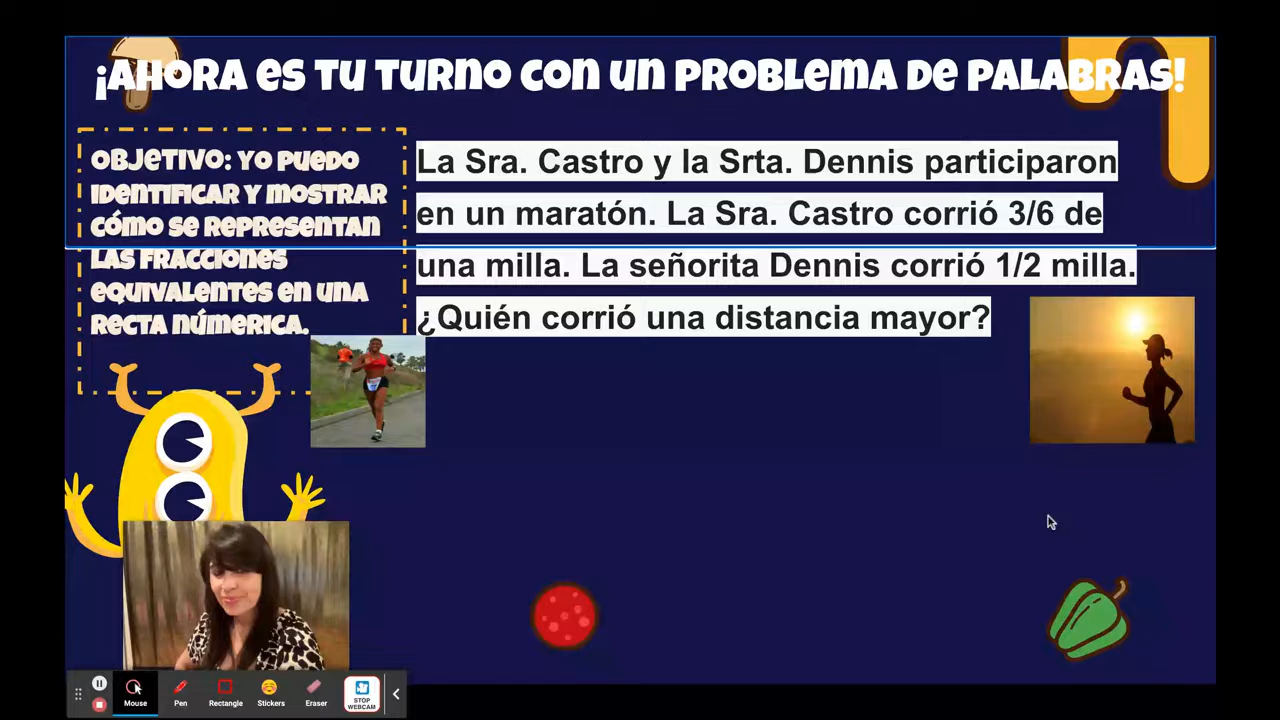 ¡AHORA ES TU TURNO CON UN PROBLEMA DE PALABRAS!
OBJETIVO: YO PUEDO
IDENTIFICAR Y MOSTRAR
CÓMO SE REPRESENTAN
LAS FRACCIONES
EQUIVALENTES EN UNA
RECTA NÚMERICA.
La Sra. Castro y la Srta. Dennis participaron
en un maratón. La Sra. Castro corrió 3/6 de
una milla. La señorita Dennis corrió 1/2 milla.
¿Quién corrió una distancia mayor?
Mouse
Pen
Rectangle
Stickers
Eraser
STOP
WEBCAM